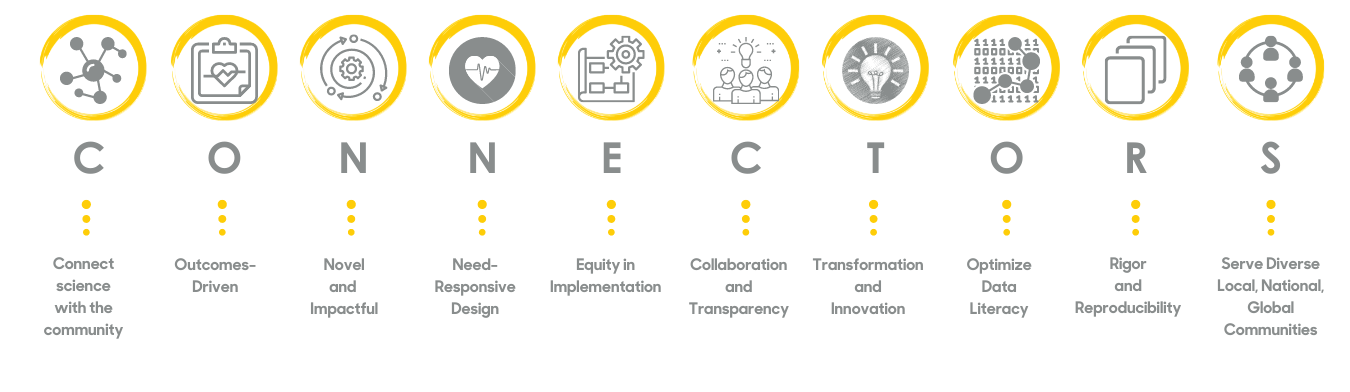 C
Connect
science
with the
community
O
Outcomes-
Driven
N
Novel
and
Impactful
N
Need-
Responsive
Design
E
Equity in
Implementation
C
Collaboration
and
Transparency
T
Transformation
and
Innovation
O
Optimize
Data
Literacy
R
Rigor
and
Reproducibility
S
Serve Diverse
Local, National,
Global
Communities